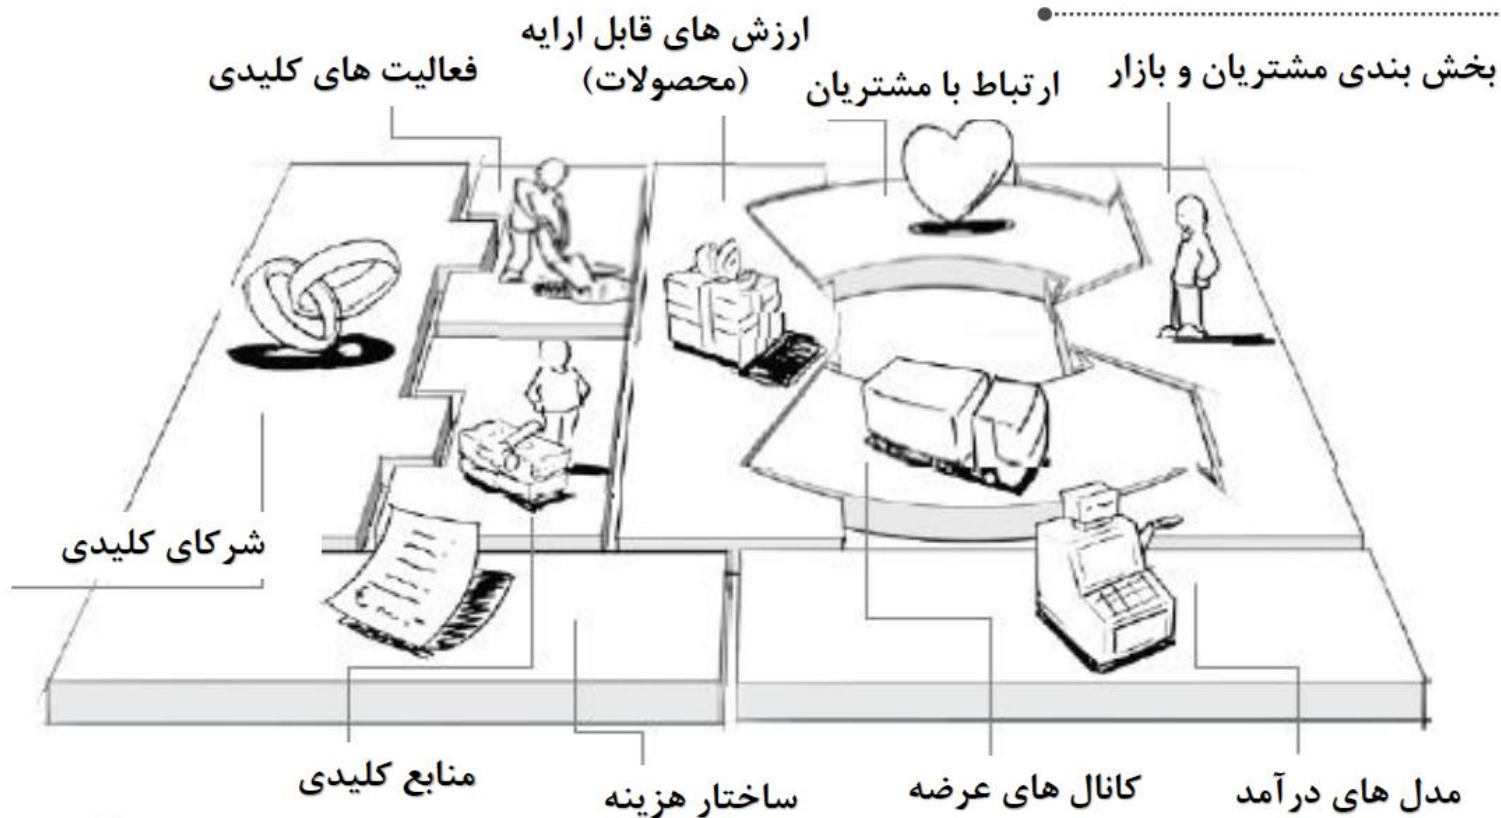 بخش بندی مشتریان و بازار
ارتباط با مشتریان
ارزش های قابل ارایه
(محصولات)
فعالیت های کلیدی
شرکای کلیدی
منابع کلیدی
ساختار هزینه
کانال های عرضه
مدل های درآمد